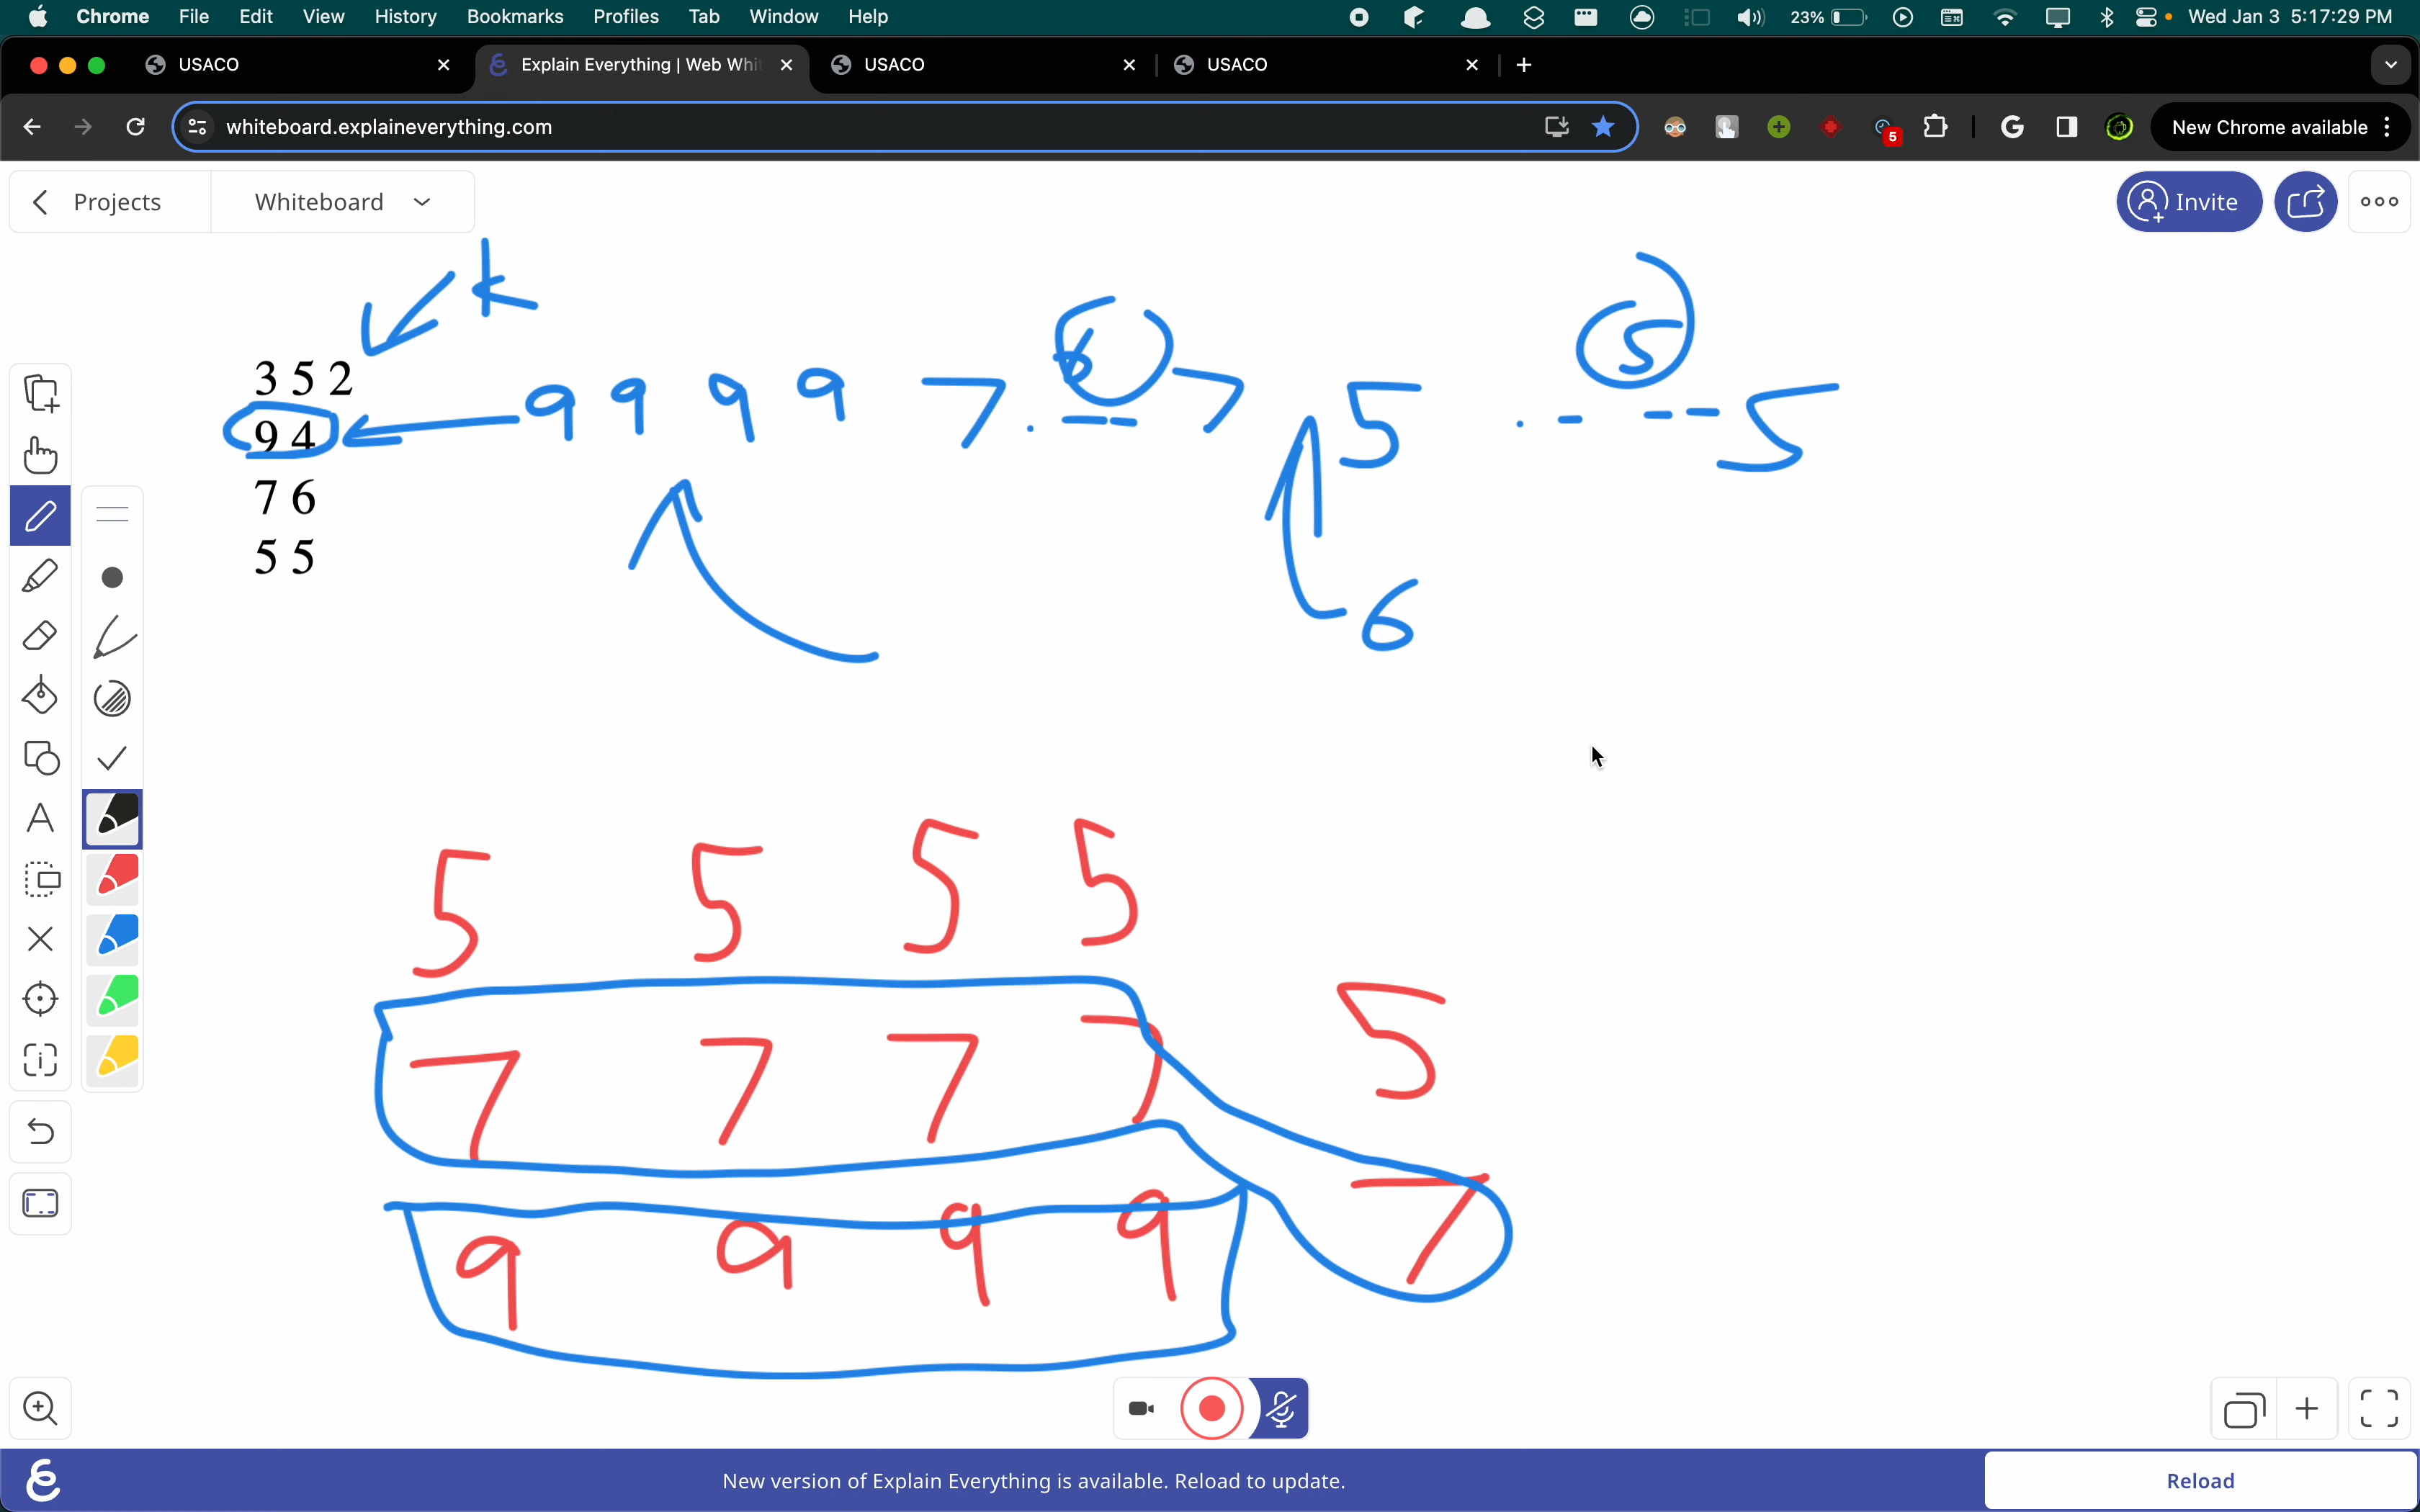 Chrome File Edit View History Bookmarks Profiles Tab Window Help 23% Wed Jan 3 5:17:29 PM
USACO Explain Everything | Web Whi USACO USACO
whiteboard.explaineverything.com 5 New Chrome available
Projects Whiteboard Invite
k
3 5 2
6 5
9 4 9 9 9 9 7 . -- 7 5 . - -- 5
7 6
5 5
6
5 5 5 5
7 7 7 7 5
9 9 9 9 7
New version of Explain Everything is available. Reload to update. Reload